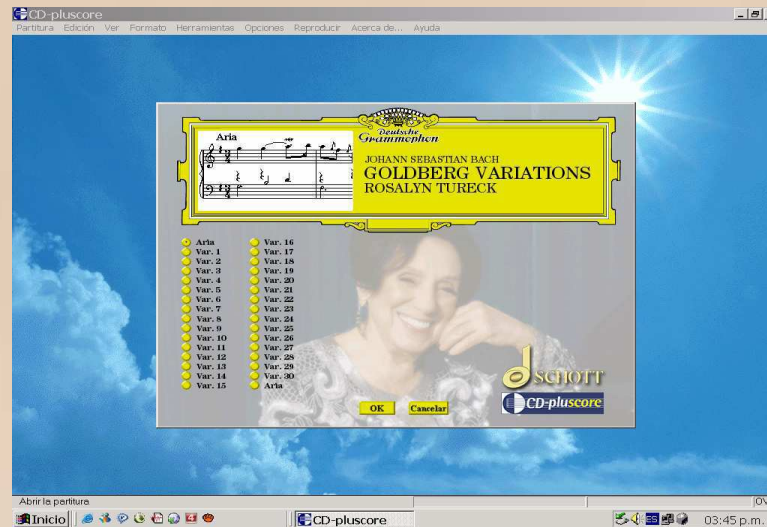 CD-pluscore
Partitura Edición Ver Formato Herramientas Opciones Reproducir Acerca de... Ayuda
Deutsche
Grammophon
Aria
JOHANN SEBASTIAN BACH
GOLDBERG VARIATIONS
ROSALYN TURECK
Aria
Var. 1
Var. 2
Var. 3
Var. 4
Var. 5
Var. 6
Var. 7
Var. 8
Var. 9
Var. 10
Var. 11
Var. 12
Var. 13
Var. 14
Var. 15
Var. 16
Var. 17
Var. 18
Var. 19
Var. 20
Var. 21
Var. 22
Var. 23
Var. 24
Var. 25
Var. 26
Var. 27
Var. 28
Var. 29
Var. 30
Aria
SCHOTT
CD-pluscore
OK Cancelar
Abrir la partitura
Inicio CD-pluscore ES 03:45 p.m.